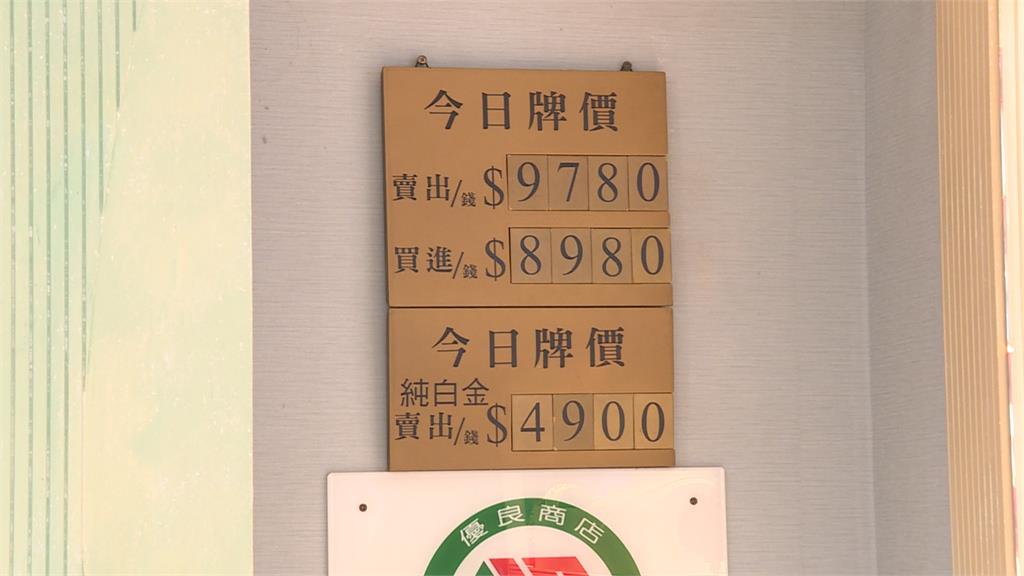 今日牌價
賣出/錢 $9780
買進/錢 $8980
今日牌價
純白金
賣出/錢 $4900
優良商店